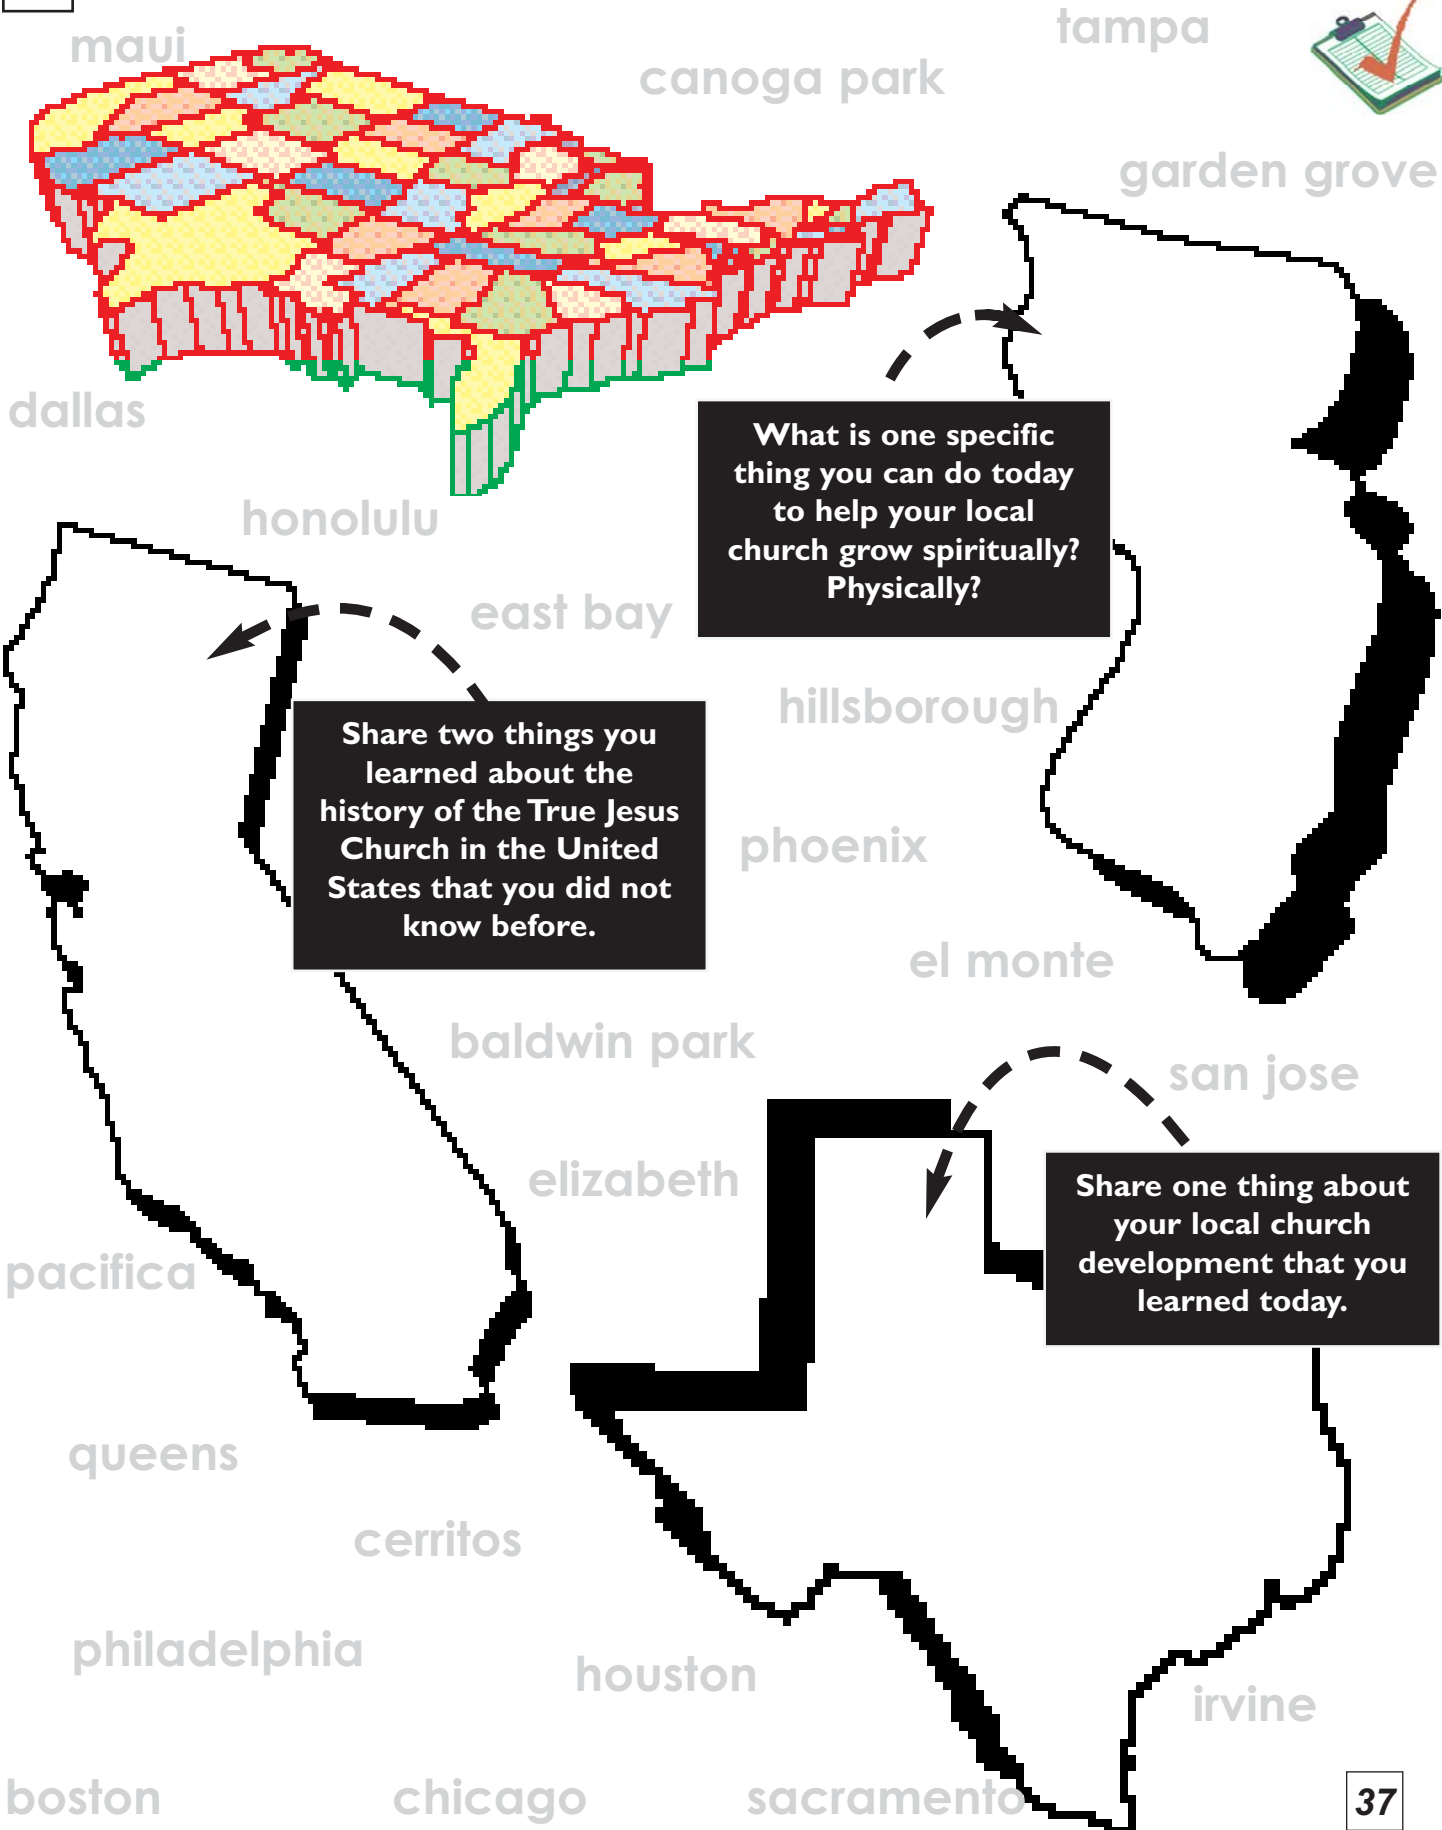 tampa
maui
canoga park
garden grove
dallas
What is one specific
thing you can do today
to help your local
church grow spiritually?
Physically?
honolulu
east bay
hillsborough
Share two things you
learned about the
history of the True Jesus
Church in the United
States that you did not
know before.
phoenix
el monte
baldwin park
san jose
elizabeth
Share one thing about
your local church
development that you
learned today.
pacifica
queens
cerritos
philadelphia
houston
irvine
boston
chicago
sacramento
37